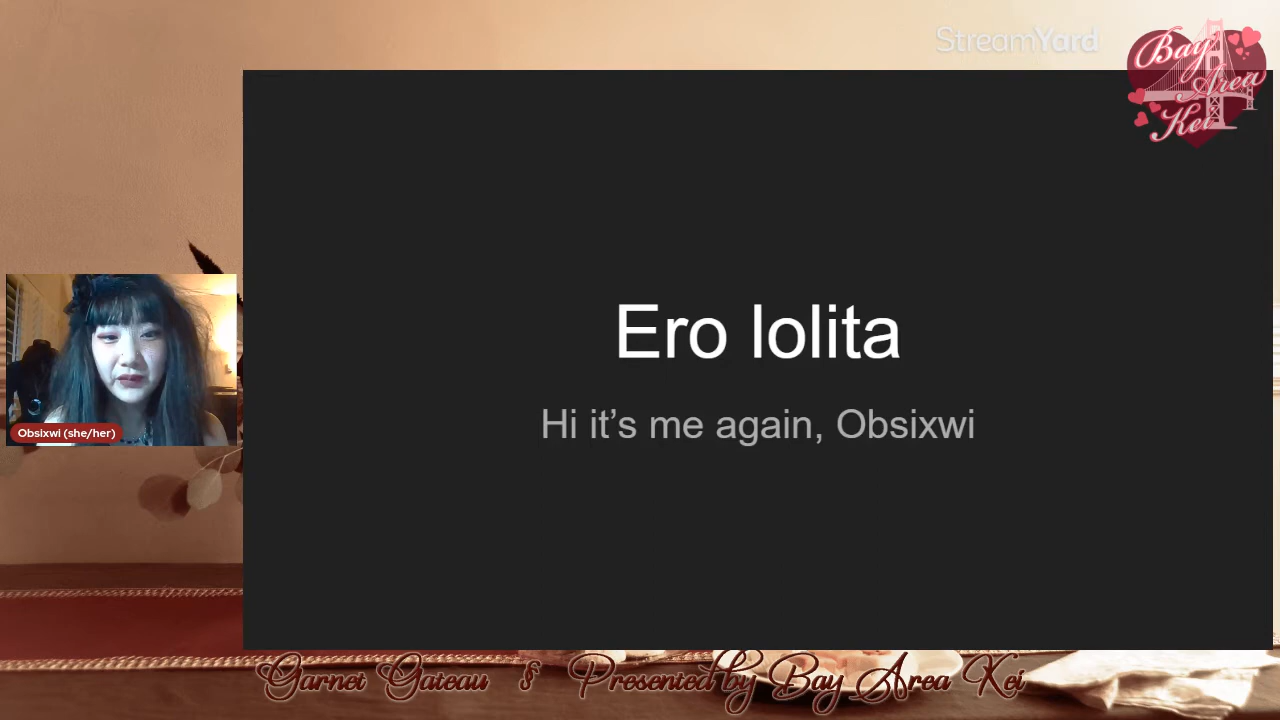 StreamYard
Bay
Area
Kei
Ero lolita
Hi it’s me again, Obsixwi
Obsixwi (she/her)
Garnet Gateau § Presented by Bay Area Kei